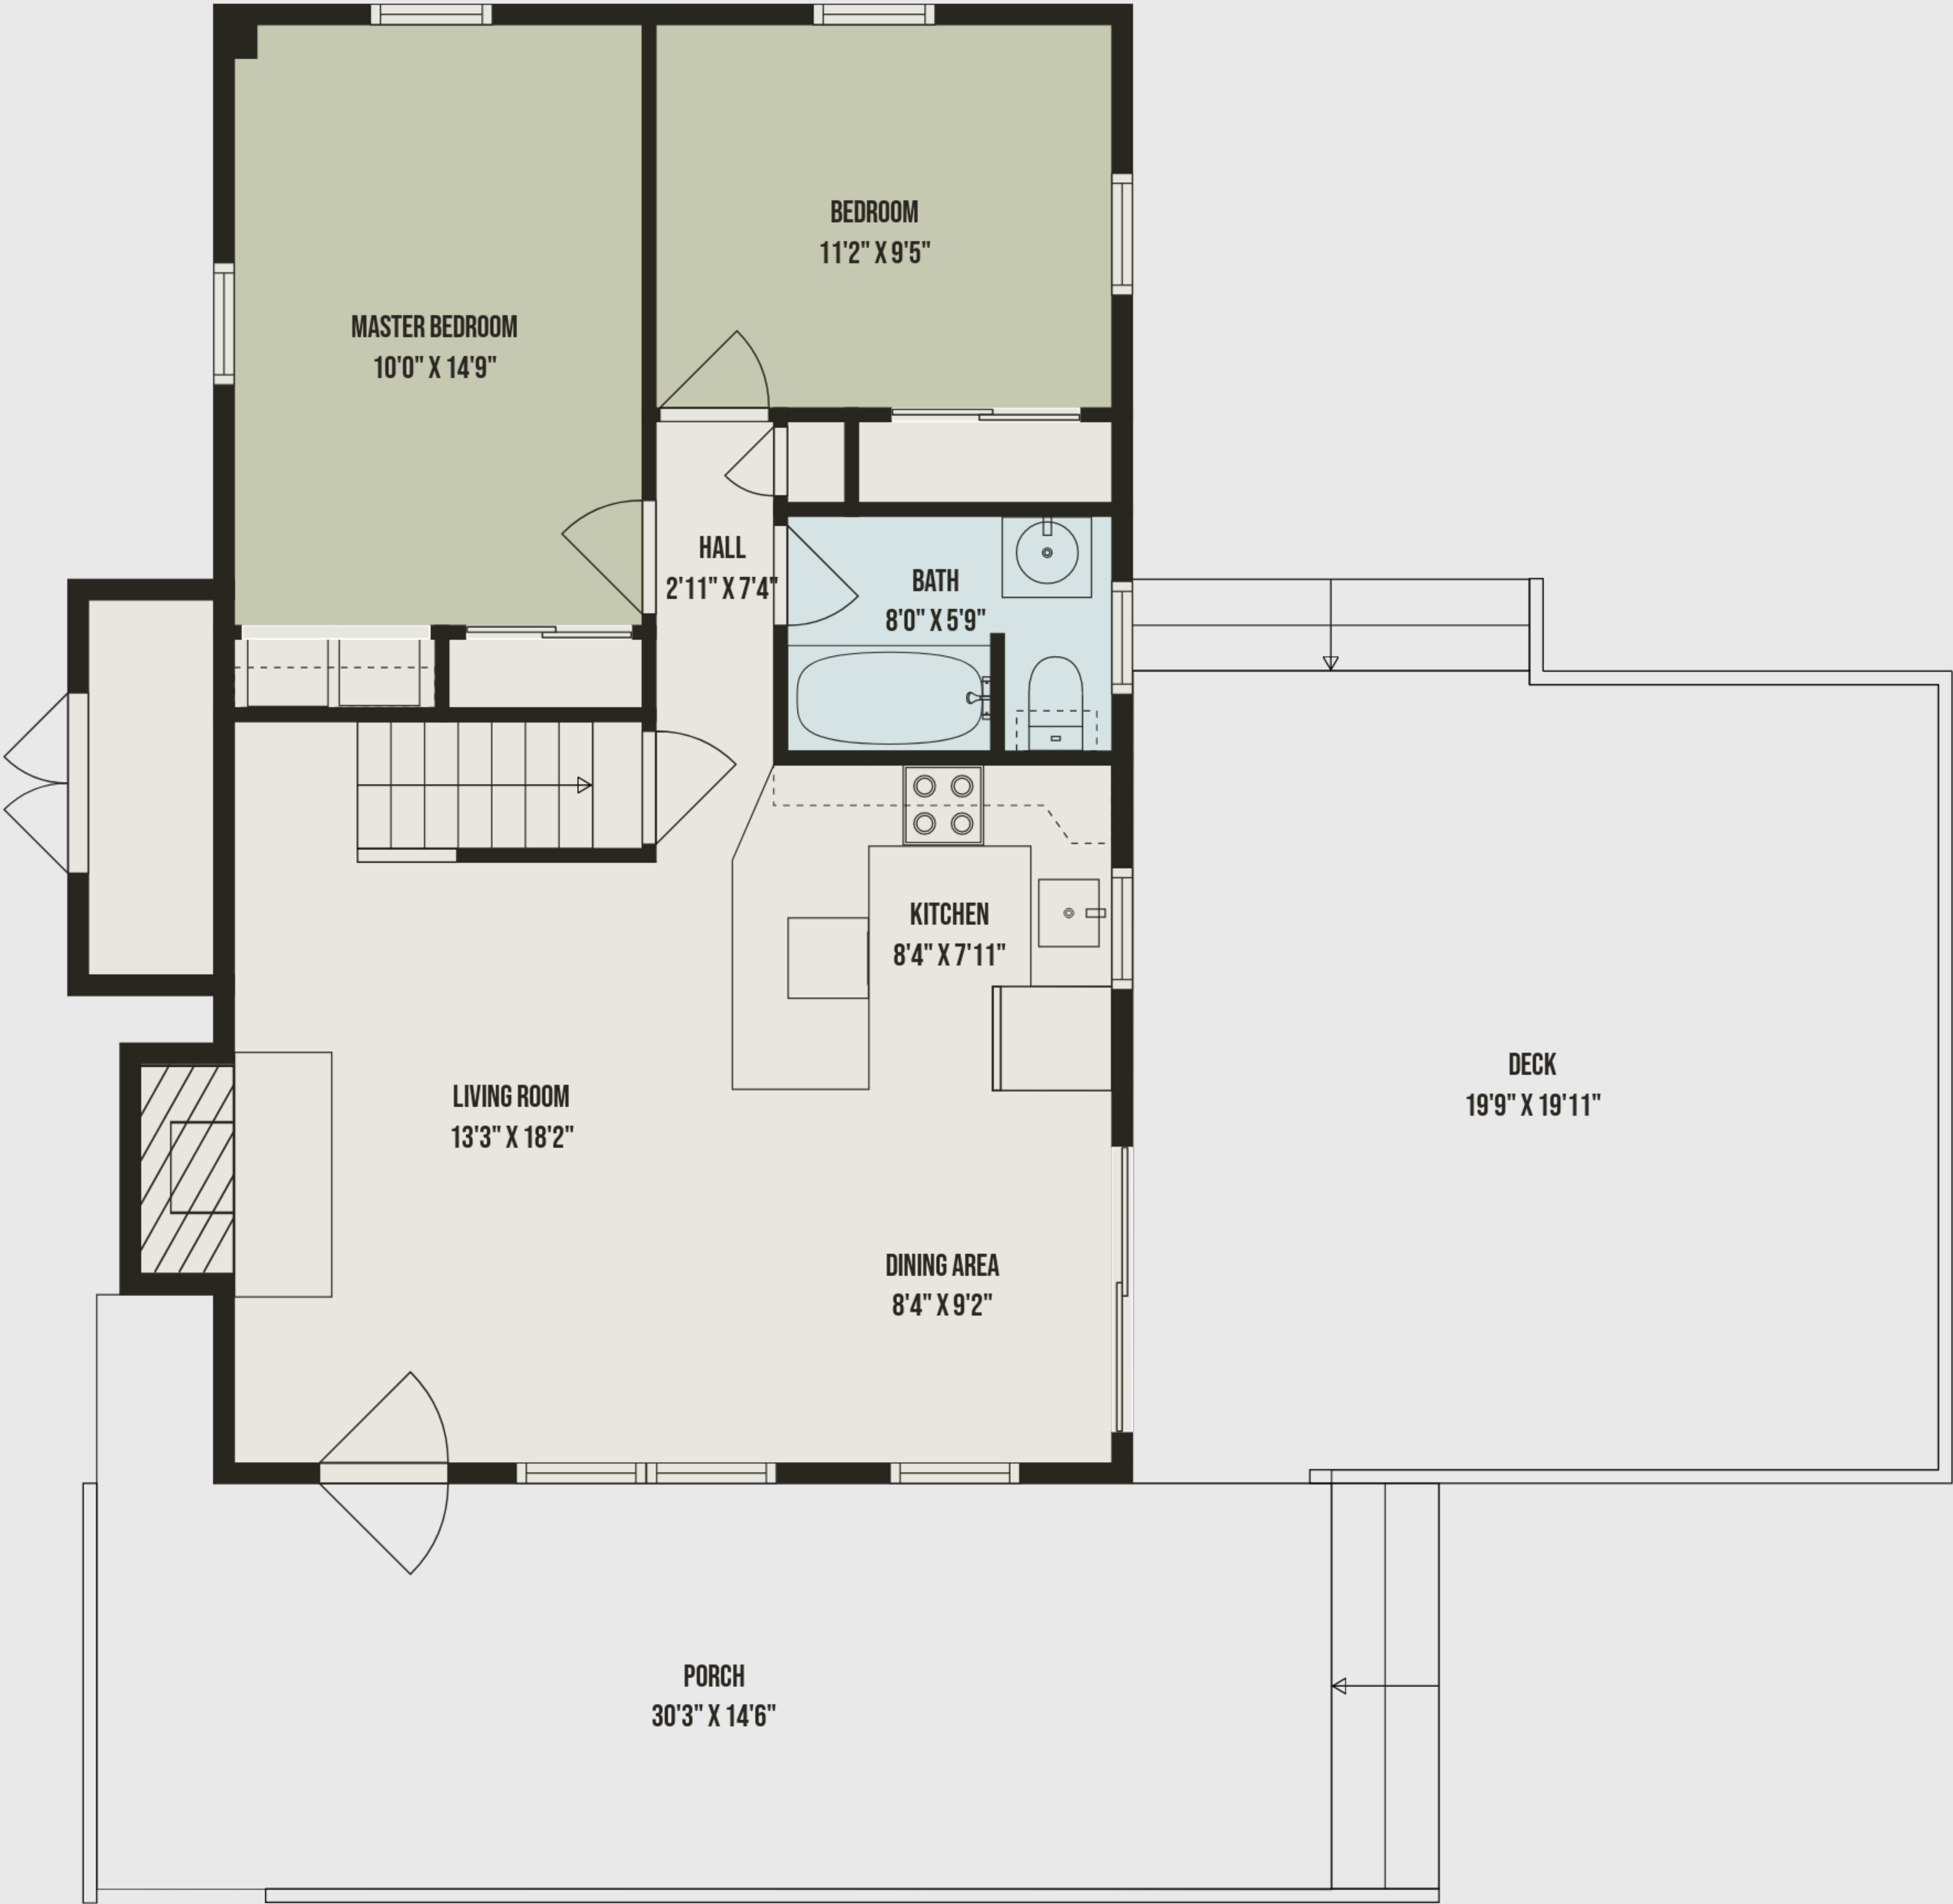 BEDROOM
11'2" X 9'5"
MASTER BEDROOM
10'0" X 14'9"
HALL
2'11" X 7'4"
BATH
8'0" X 5'9"
KITCHEN
8'4" X 7'11"
LIVING ROOM
13'3" X 18'2"
DECK
19'9" X 19'11"
DINING AREA
8'4" X 9'2"
PORCH
30'3" X 14'6"